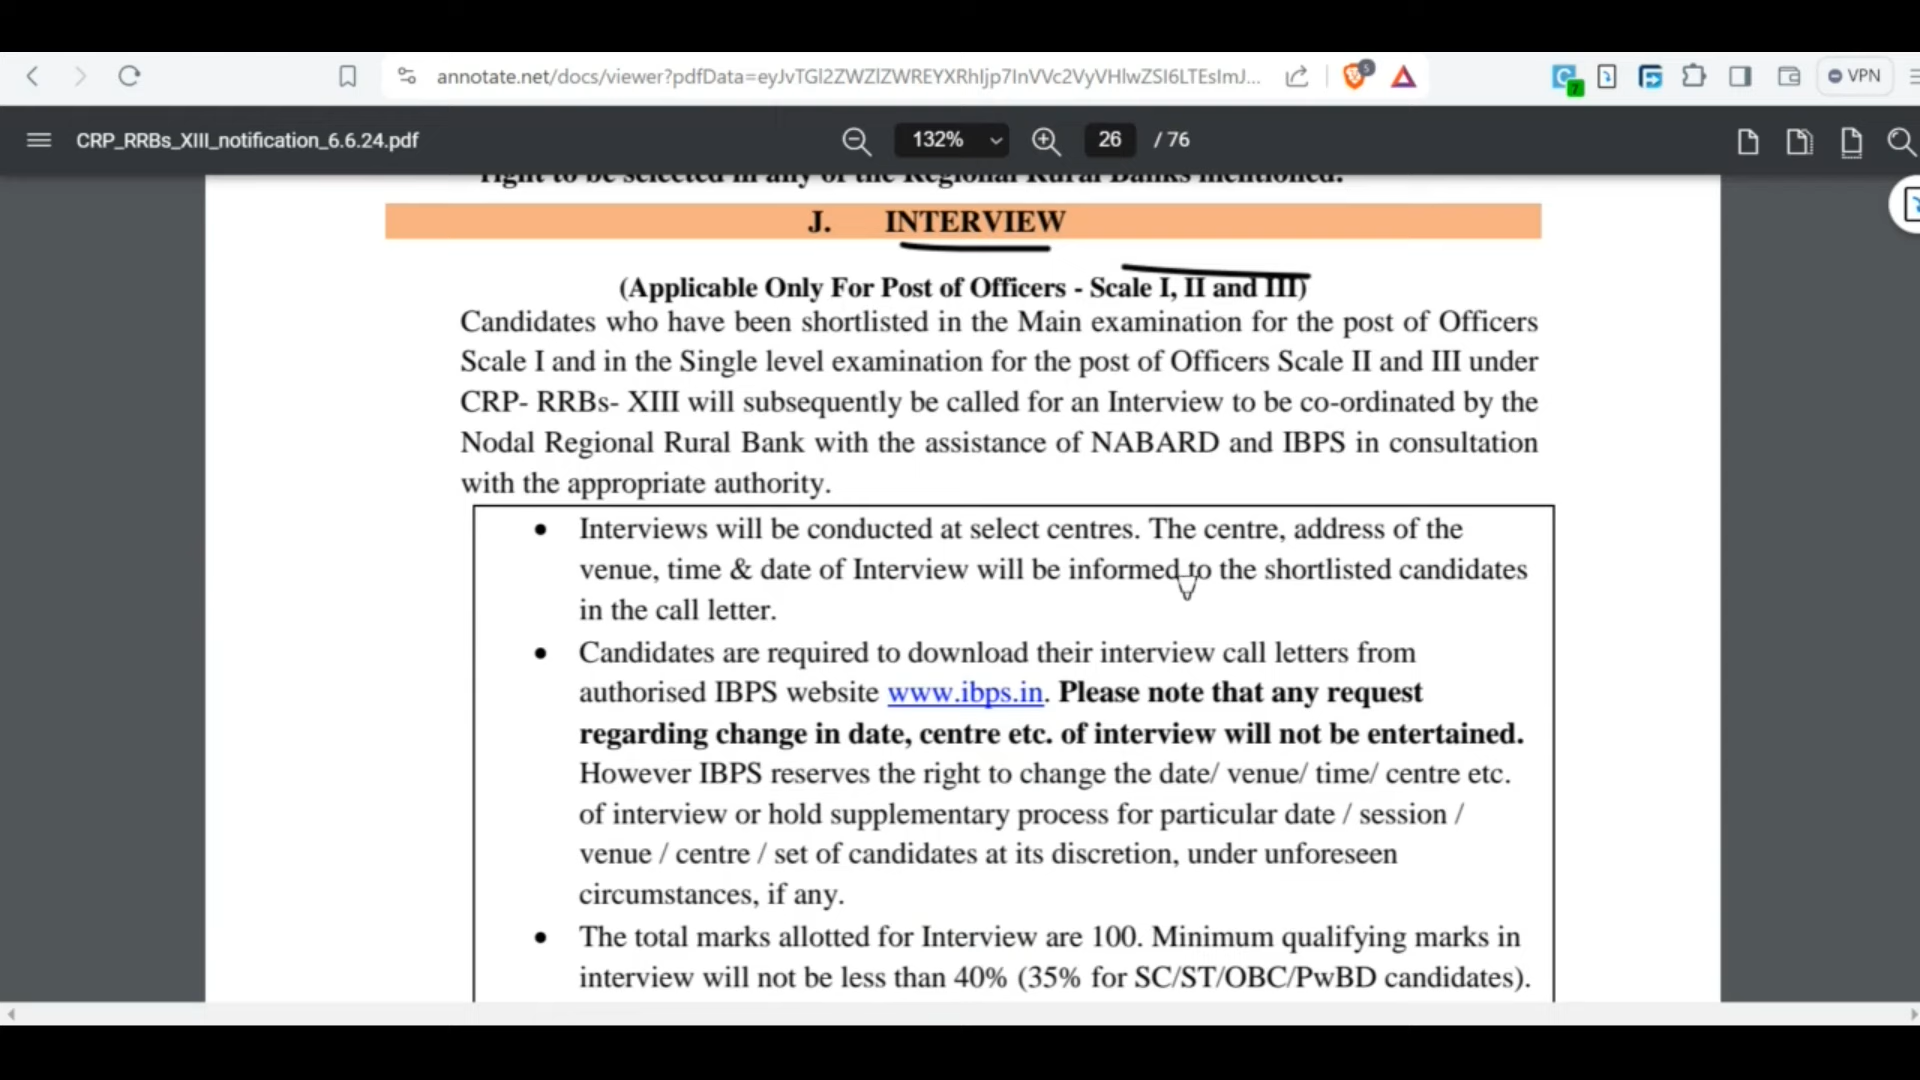 annotate.net/docs/viewer?pdfData=eyJvTGl2ZWZlZWREYXRhIjp7InVVc2VyVHlwZSI6LTEsImJ...
5
7
VPN
CRP_RRBs_XIII_notification_6.6.24.pdf
132%
26 / 76
right to be selected in any of the Regional Rural Banks mentioned.
J. INTERVIEW
(Applicable Only For Post of Officers - Scale I, II and III)
Candidates who have been shortlisted in the Main examination for the post of Officers
Scale I and in the Single level examination for the post of Officers Scale II and III under
CRP- RRBs- XIII will subsequently be called for an Interview to be co-ordinated by the
Nodal Regional Rural Bank with the assistance of NABARD and IBPS in consultation
with the appropriate authority.
• Interviews will be conducted at select centres. The centre, address of the
venue, time & date of Interview will be informed to the shortlisted candidates
in the call letter.
• Candidates are required to download their interview call letters from
authorised IBPS website www.ibps.in. Please note that any request
regarding change in date, centre etc. of interview will not be entertained.
However IBPS reserves the right to change the date/ venue/ time/ centre etc.
of interview or hold supplementary process for particular date / session /
venue / centre / set of candidates at its discretion, under unforeseen
circumstances, if any.
• The total marks allotted for Interview are 100. Minimum qualifying marks in
interview will not be less than 40% (35% for SC/ST/OBC/PwBD candidates).